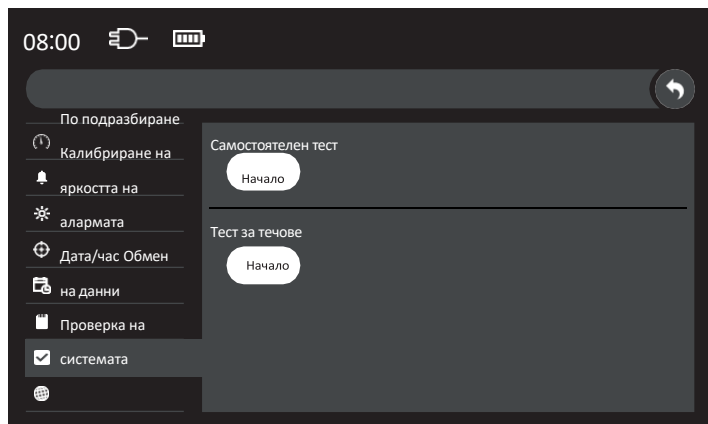 08:00
По подразбиране
Калибриране на
яркостта на
алармата
Дата/час Обмен
на данни
Проверка на
системата
Самостоятелен тест
Начало
Тест за течове
Начало